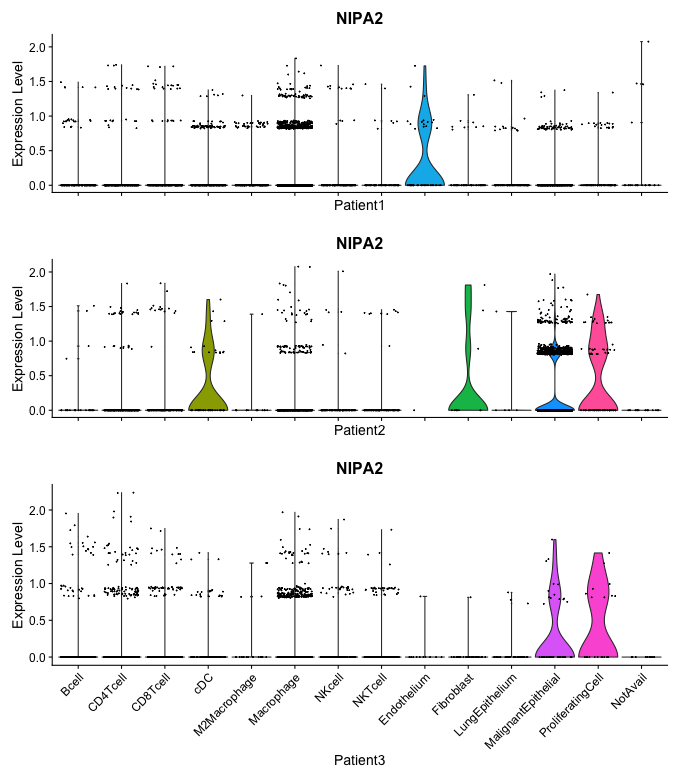 NIPA2
Expression Level
2.0
1.5
1.0
0.5
0.0
Patient1
NIPA2
Expression Level
2.0
1.5
1.0
0.5
0.0
Patient2
NIPA2
Expression Level
2.0
1.5
1.0
0.5
0.0
Bcell
CD4Tcell
CD8Tcell
cDC
M2Macrophage
Macrophage
NKcell
NKTcell
Endothelium
Fibroblast
LungEpithelium
MalignantEpithelial
ProliferatingCell
NotAvail
Patient3